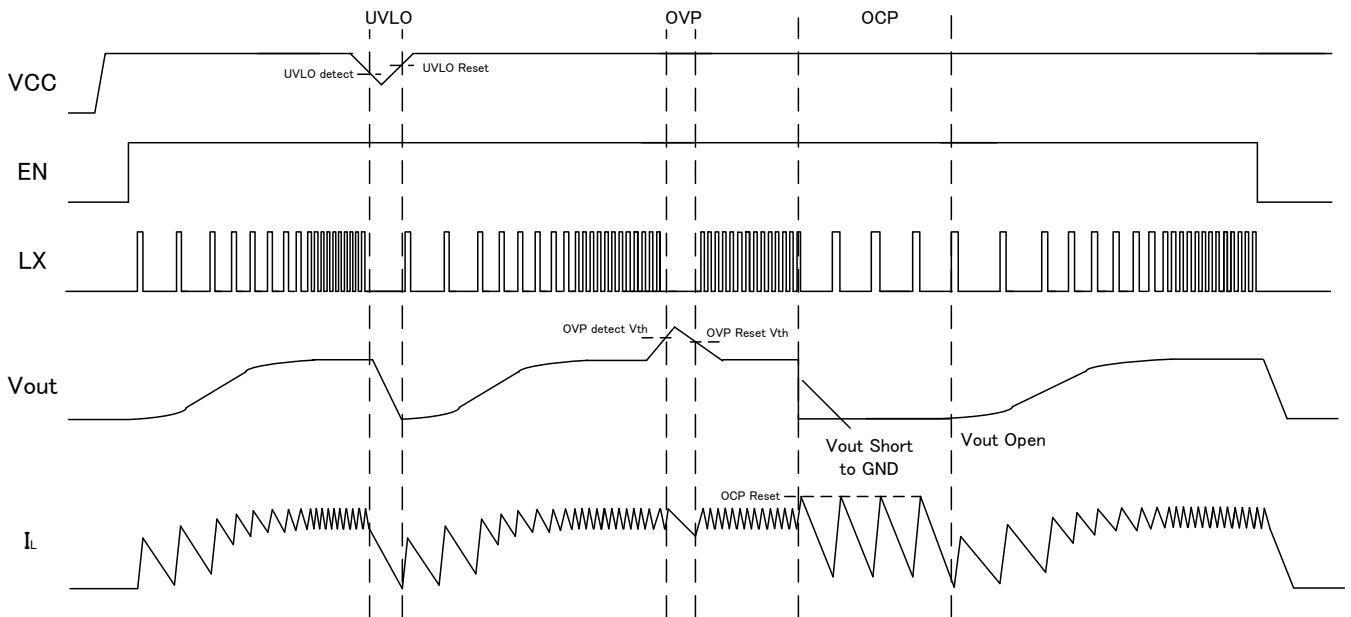 UVLO OVP OCP
VCC
UVLO detect
UVLO Reset
EN
LX
OVP detect Vth
OVP Reset Vth
Vout
Vout Short
to GND
Vout Open
OCP Reset
IL